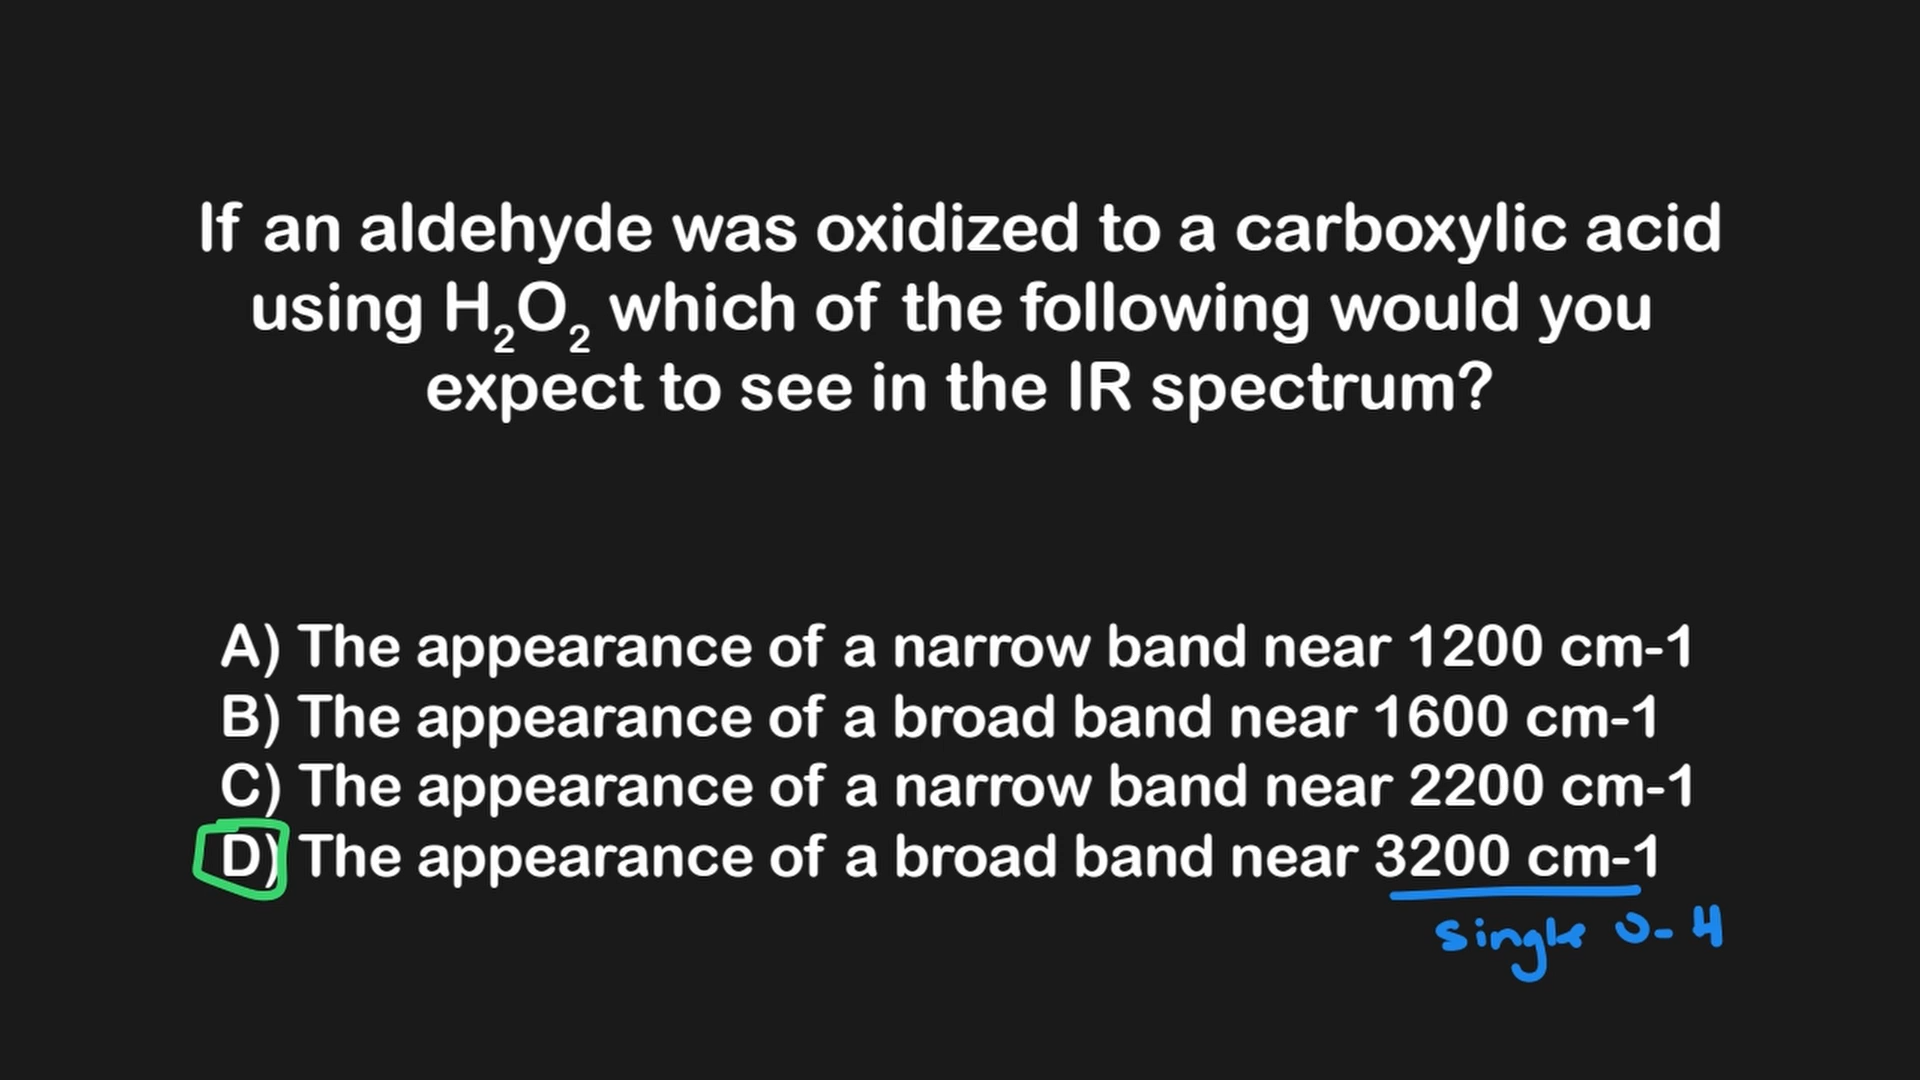 If an aldehyde was oxidized to a carboxylic acid
using H₂O₂ which of the following would you
expect to see in the IR spectrum?
A) The appearance of a narrow band near 1200 cm-1
B) The appearance of a broad band near 1600 cm-1
C) The appearance of a narrow band near 2200 cm-1
D) The appearance of a broad band near 3200 cm-1
single O-H